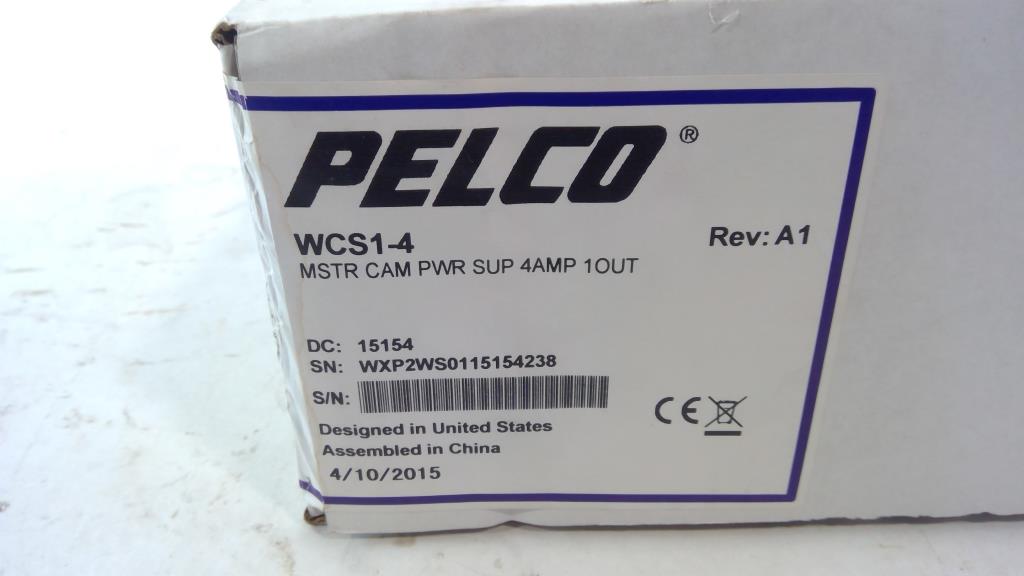 PELCO®
WCS1-4
Rev: A1
MSTR CAM PWR SUP 4AMP 1OUT
DC: 15154
SN: WXP2WS0115154238
S/N:
CE
Designed in United States
Assembled in China
4/10/2015